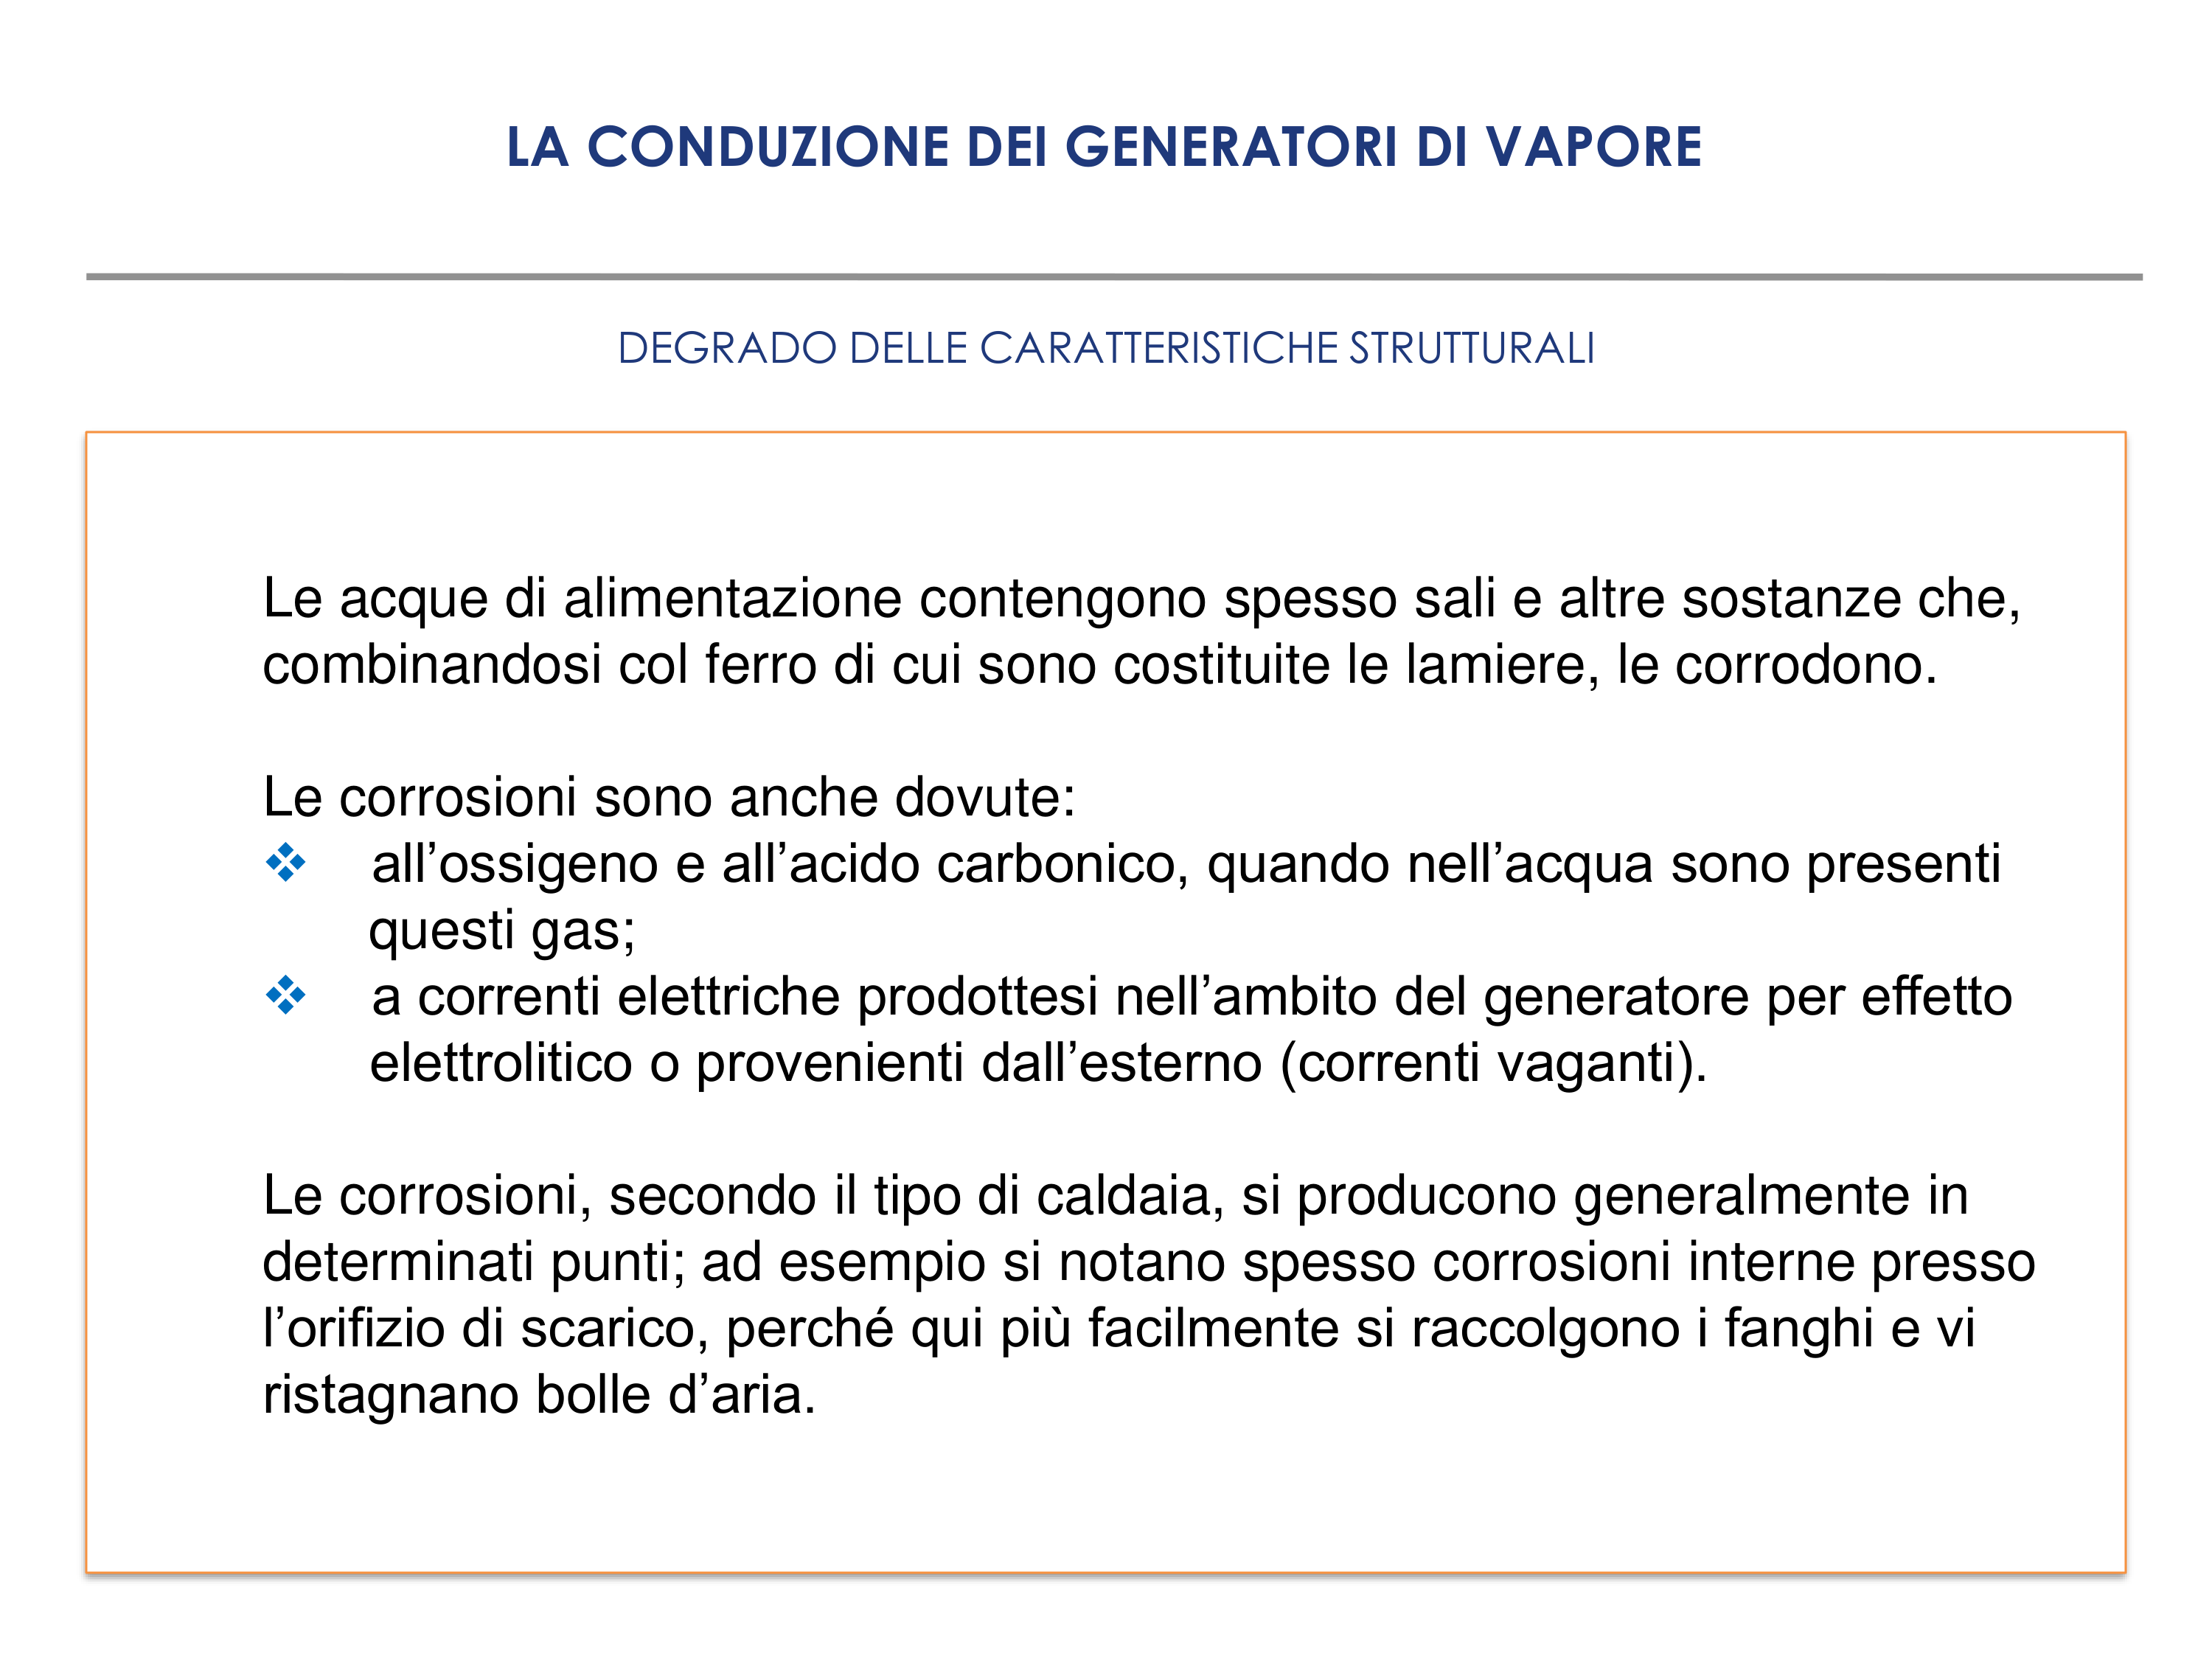 LA CONDUZIONE DEI GENERATORI DI VAPORE
DEGRADO DELLE CARATTERISTICHE STRUTTURALI
Le acque di alimentazione contengono spesso sali e altre sostanze che,
combinandosi col ferro di cui sono costituite le lamiere, le corrodono.
Le corrosioni sono anche dovute:
❖ all’ossigeno e all’acido carbonico, quando nell’acqua sono presenti
questi gas;
❖ a correnti elettriche prodottesi nell’ambito del generatore per effetto
elettrolitico o provenienti dall’esterno (correnti vaganti).
Le corrosioni, secondo il tipo di caldaia, si producono generalmente in
determinati punti; ad esempio si notano spesso corrosioni interne presso
l’orifizio di scarico, perché qui più facilmente si raccolgono i fanghi e vi
ristagnano bolle d’aria.